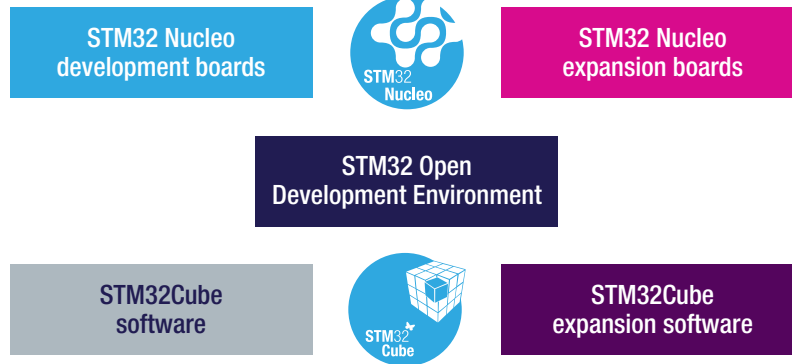 STM32 Nucleo
development boards
STM32
Nucleo
STM32 Nucleo
expansion boards
STM32 Open
Development Environment
STM32Cube
software
STM32
Cube
STM32Cube
expansion software